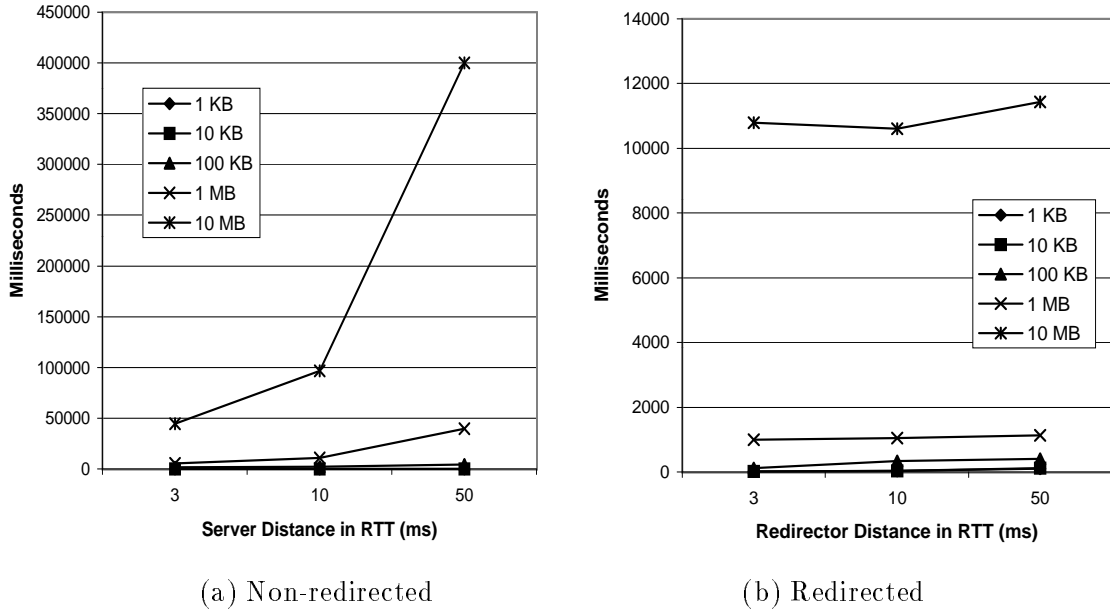 450000
400000
350000
300000
250000
200000
150000
100000
50000
0
Milliseconds
1 KB
10 KB
100 KB
1 MB
10 MB
3
10
50
Server Distance in RTT (ms)
(a) Non-redirected
14000
12000
10000
8000
6000
4000
2000
0
Milliseconds
1 KB
10 KB
100 KB
1 MB
10 MB
3
10
50
Redirector Distance in RTT (ms)
(b) Redirected